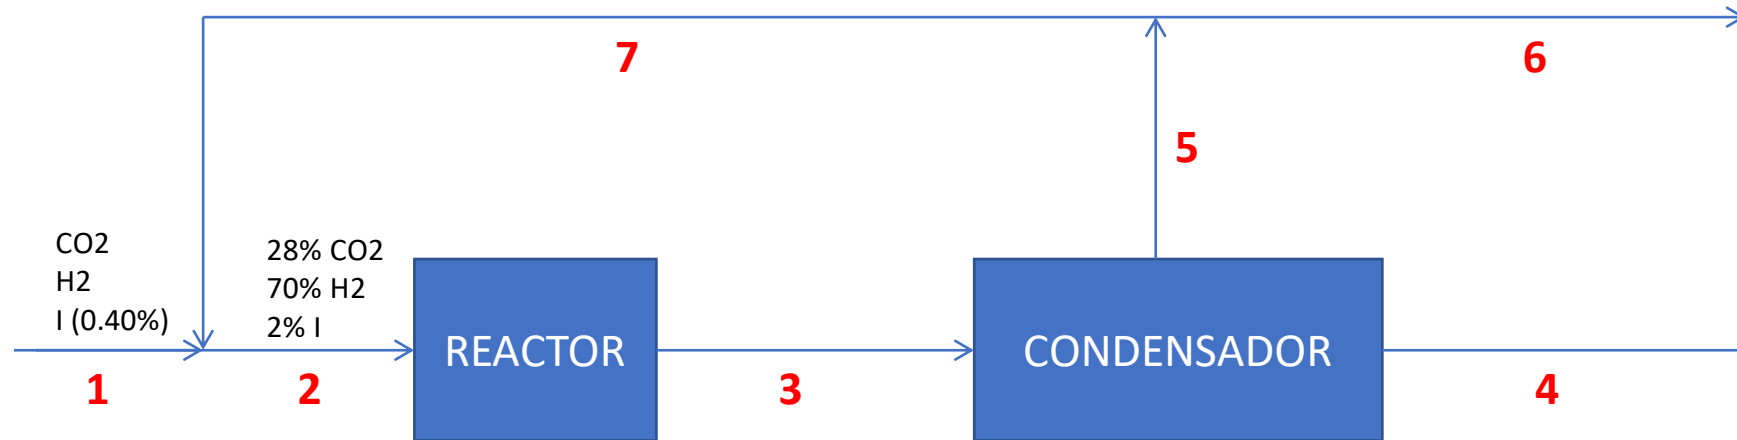 7
6
5
CO2
H2
I (0.40%)
28% CO2
70% H2
2% I
REACTOR
CONDENSADOR
1
2
3
4